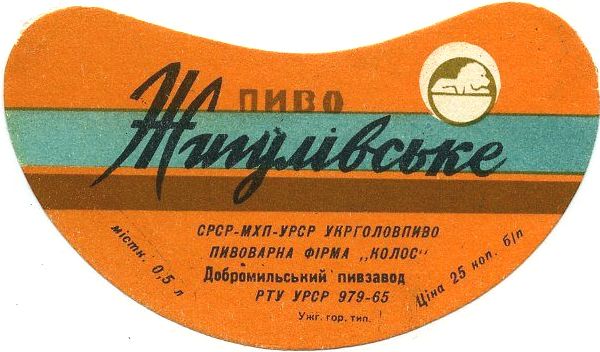 ПИВО
Жигулівське
СРСР-МХП-УРСР УКРГОЛОВПИВО
ПИВОВАРНА ФІРМА „КОЛОС"
Добромильський пивзавод
РТУ УРСР 979-65
містк. 0,5 л
Ціна 25 коп. б/п
Ужг. гор. тип.